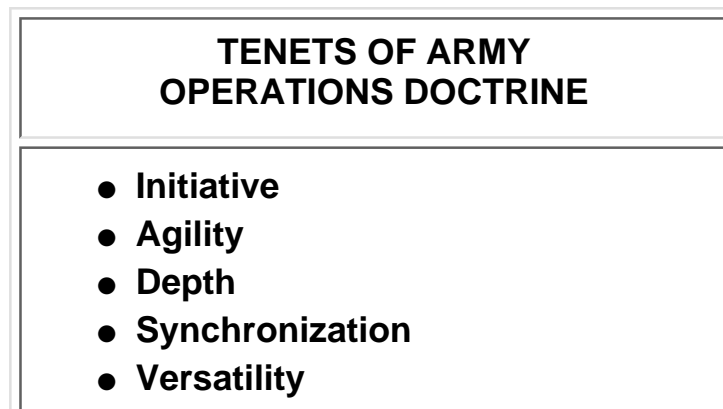 TENETS OF ARMY
OPERATIONS DOCTRINE
● Initiative
● Agility
● Depth
● Synchronization
● Versatility